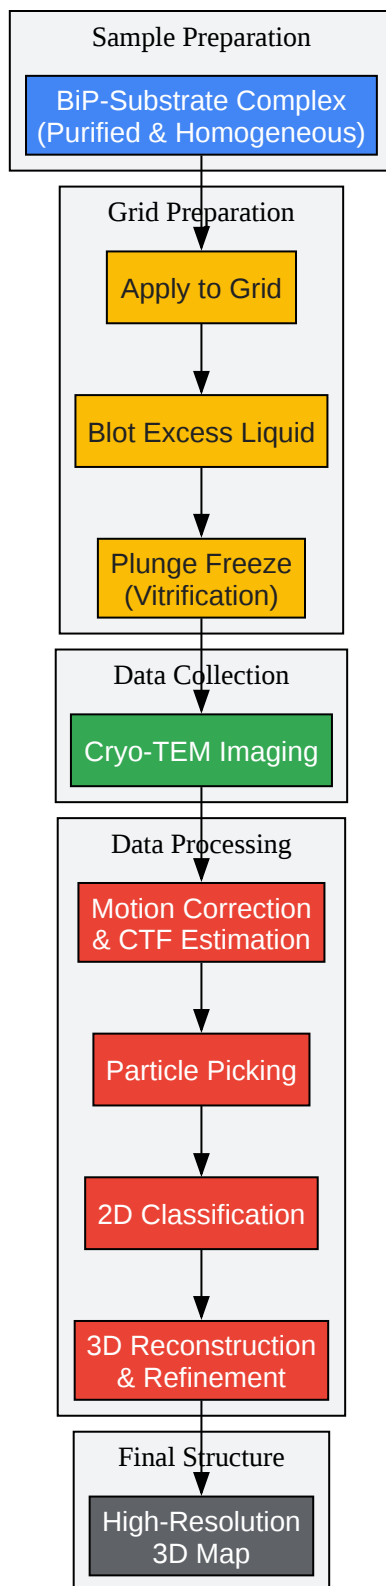 Sample Preparation
BiP-Substrate Complex
(Purified & Homogeneous)
Grid Preparation
Apply to Grid
Blot Excess Liquid
Plunge Freeze
(Vitrification)
Data Collection
Cryo-TEM Imaging
Data Processing
Motion Correction
& CTF Estimation
Particle Picking
2D Classification
3D Reconstruction
& Refinement
Final Structure
High-Resolution
3D Map